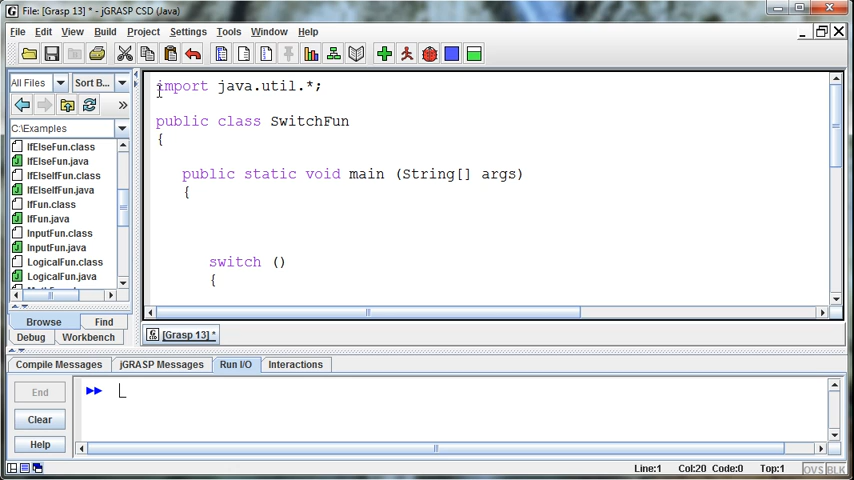 File: [Grasp 13] * - jGRASP CSD (Java)
File Edit View Build Project Settings Tools Window Help
All Files Sort B...
C:\Examples
IfElseFun.class
IfElseFun.java
IfElseIfFun.class
IfElseIfFun.java
IfFun.class
IfFun.java
InputFun.class
InputFun.java
LogicalFun.class
LogicalFun.java
Browse Find
Debug Workbench
import java.util.*;
public class SwitchFun
{
public static void main (String[] args)
{
switch ()
{
[Grasp 13] *
Compile Messages jGRASP Messages Run I/O Interactions
End
Clear
Help
Line:1 Col:20 Code:0 Top:1 OVS BLK